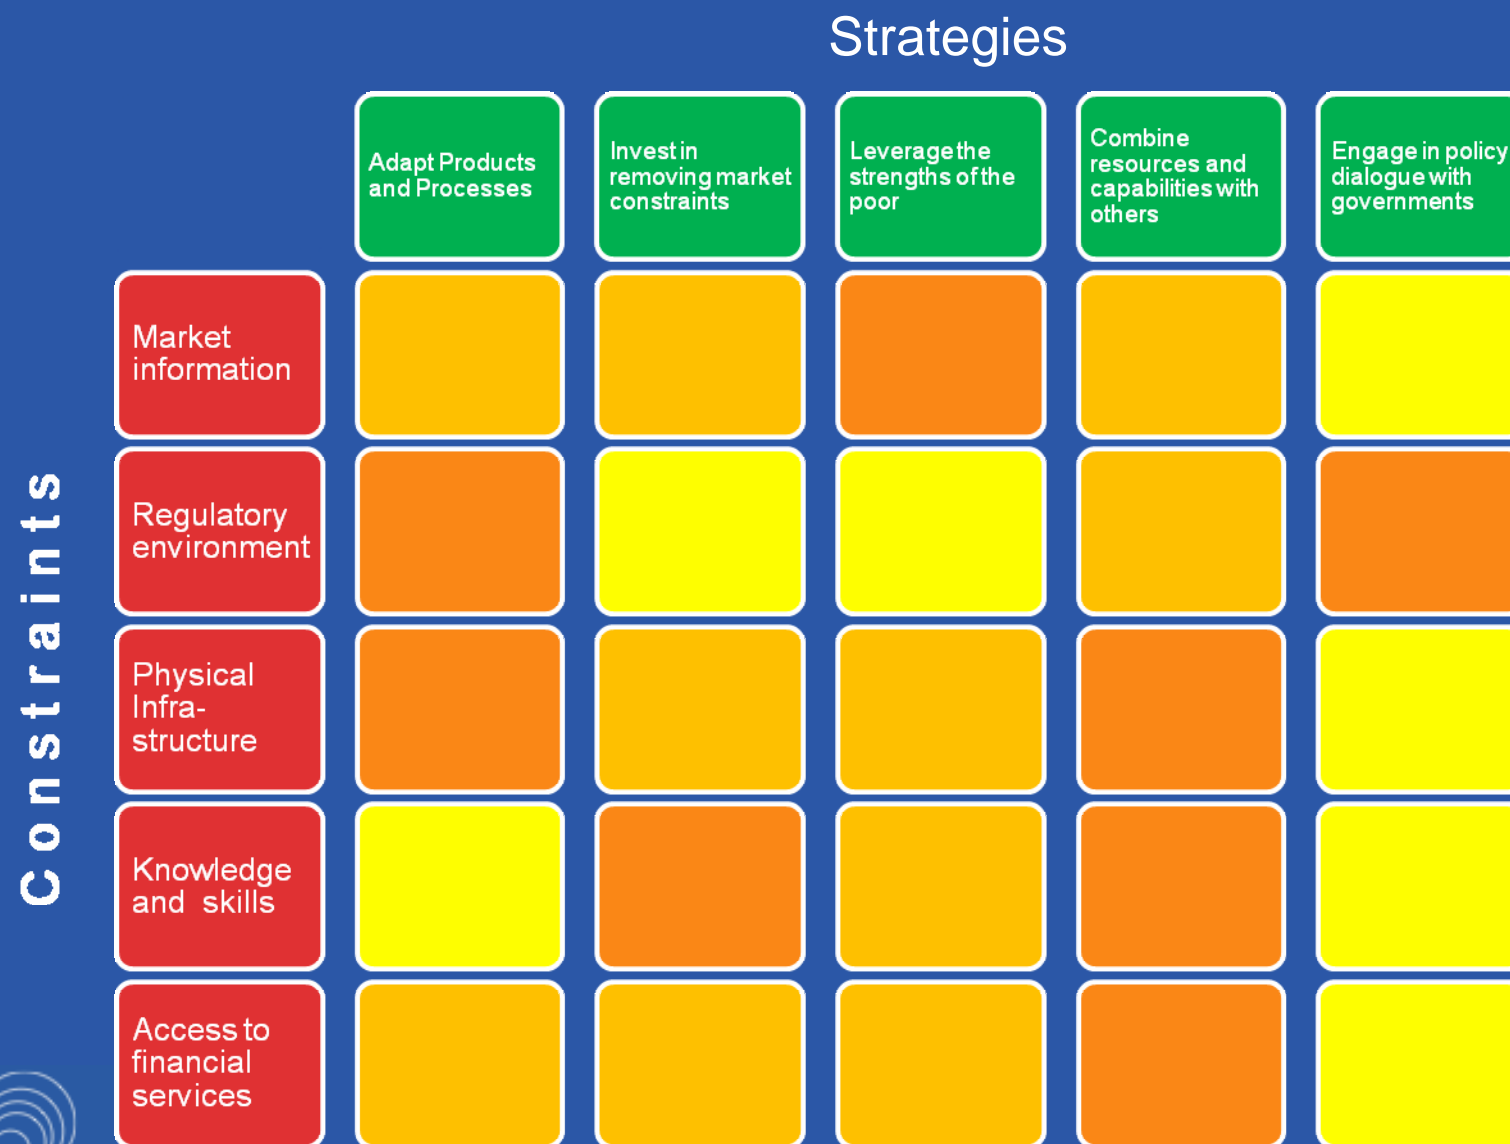 Strategies
Adapt Products
and Processes
Invest in
removing market
constraints
Leverage the
strengths of the
poor
Combine
resources and
capabilities with
others
Engage in policy
dialogue with
governments
Constraints
Market
information
Regulatory
environment
Physical
Infra-
structure
Knowledge
and skills
Access to
financial
services